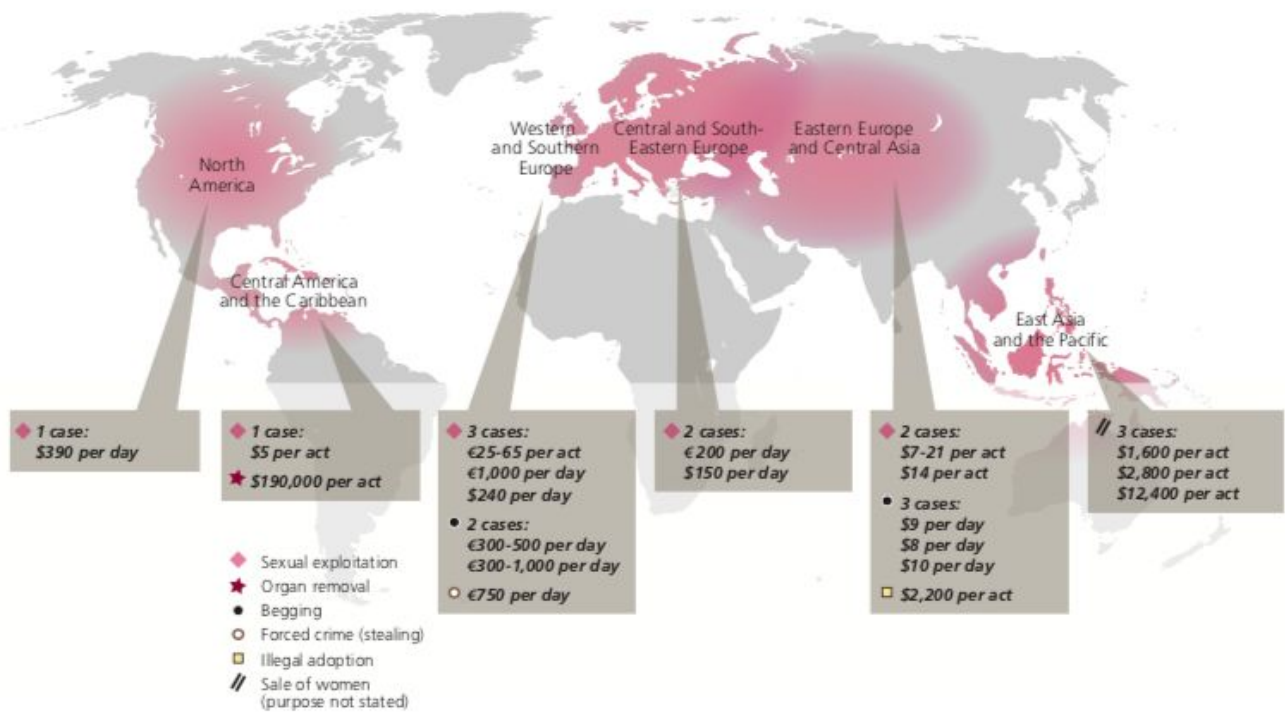 North
America
Central America
and the Caribbean
Western
and Southern
Europe
Central and South-
Eastern Europe
Eastern Europe
and Central Asia
East Asia
and the Pacific
1 case:
$390 per day
1 case:
$5 per act
$190,000 per act
3 cases:
€25-65 per act
€1,000 per day
$240 per day
2 cases:
€300-500 per day
€300-1,000 per day
€750 per day
2 cases:
€ 200 per day
$150 per day
2 cases:
$7-21 per act
$14 per act
3 cases:
$9 per day
$8 per day
$10 per day
$2,200 per act
3 cases:
$1,600 per act
$2,800 per act
$12,400 per act
Sexual exploitation
Organ removal
Begging
Forced crime (stealing)
Illegal adoption
Sale of women
(purpose not stated)